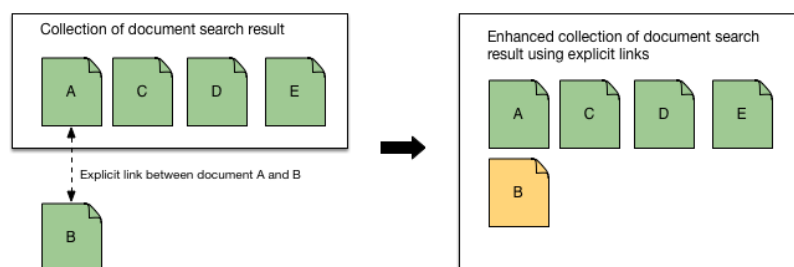 Collection of document search result
A
C
D
E
Explicit link between document A and B
B
Enhanced collection of document search
result using explicit links
A
C
D
E
B